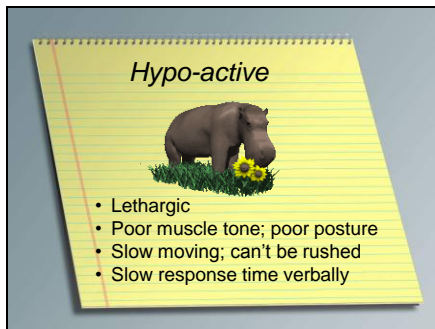 Hypo-active
• Lethargic
• Poor muscle tone; poor posture
• Slow moving; can't be rushed
• Slow response time verbally